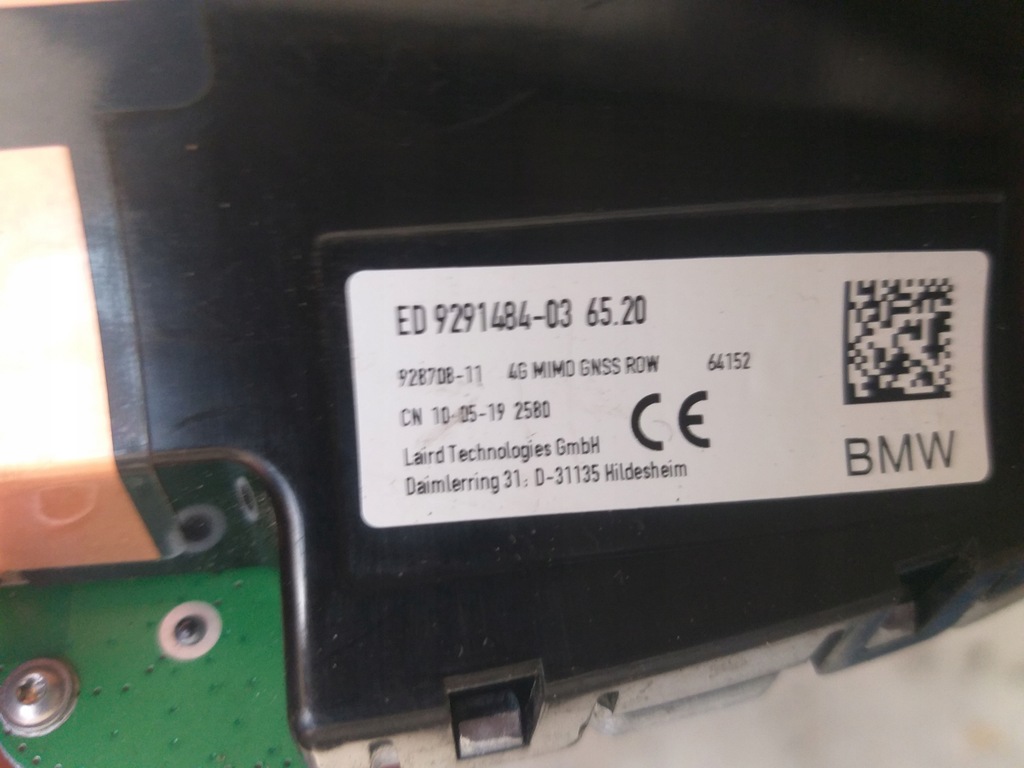 ED 9291484-03 65.20
928708-11 4G MIMO GNSS ROW 64152
CN 10-05-19 2580
CE
Laird Technologies GmbH
Daimlerring 31; D-31135 Hildesheim
BMW